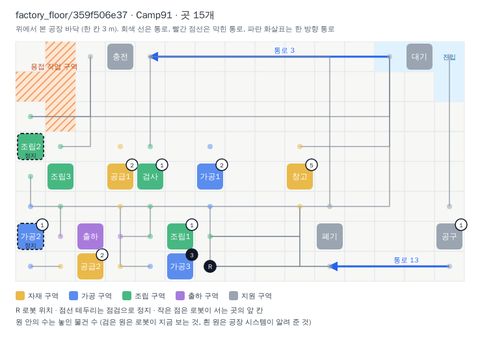 factory_floor/359f506e37 · Camp91 · 곳 15개
위에서 본 공장 바닥 (한 칸 3 m). 회색 선은 통로, 빨간 점선은 막힌 통로, 파란 화살표는 한 방향 통로
통로 3
충전
대기
진입
용접 작업 구역
조립2
정지
조립3
공급1
2
검사
1
가공1
2
창고
5
가공2
1
정지
출하
조립1
1
폐기
공구
1
공급2
2
가공3
3
R
통로 13
자재 구역
가공 구역
조립 구역
출하 구역
지원 구역
R 로봇 위치 · 점선 테두리는 점검으로 정지 · 작은 점은 로봇이 서는 곳의 앞 칸
원 안의 수는 놓인 물건 수 (검은 원은 로봇이 지금 보는 것, 흰 원은 공장 시스템이 알려 준 것)